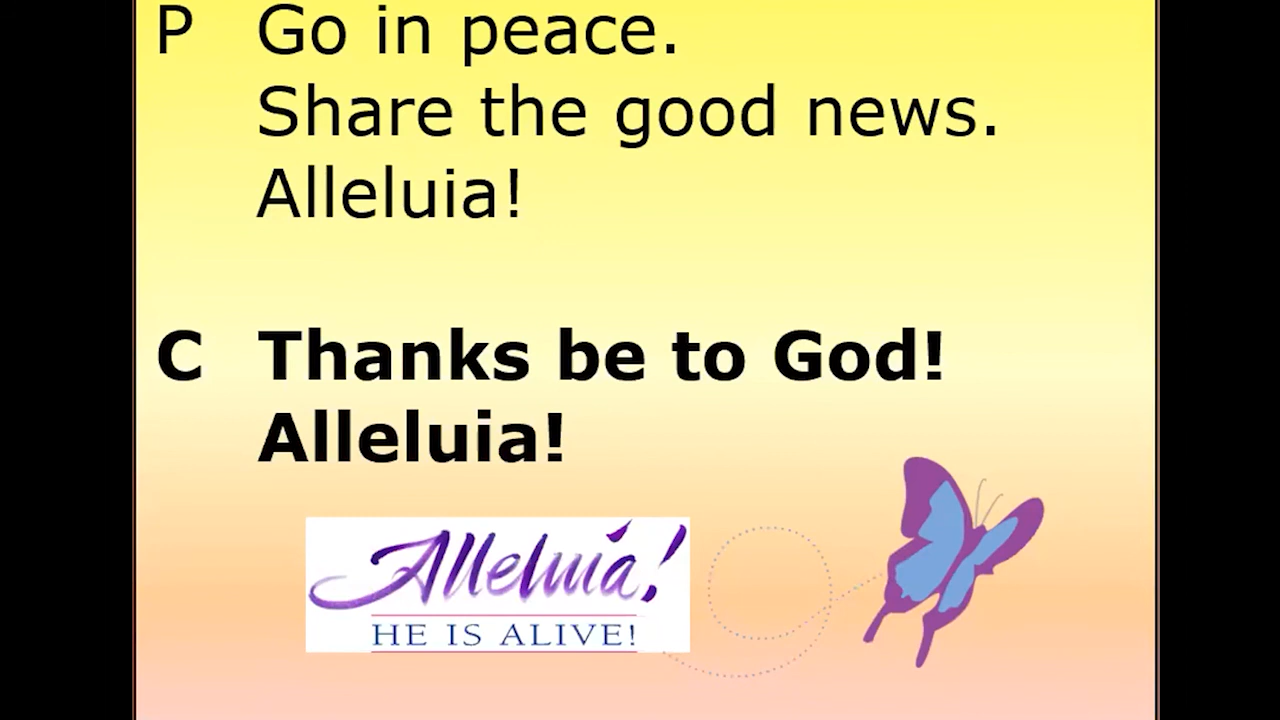 P Go in peace.
Share the good news.
Alleluia!
C Thanks be to God!
Alleluia!
Alleluia!
HE IS ALIVE!